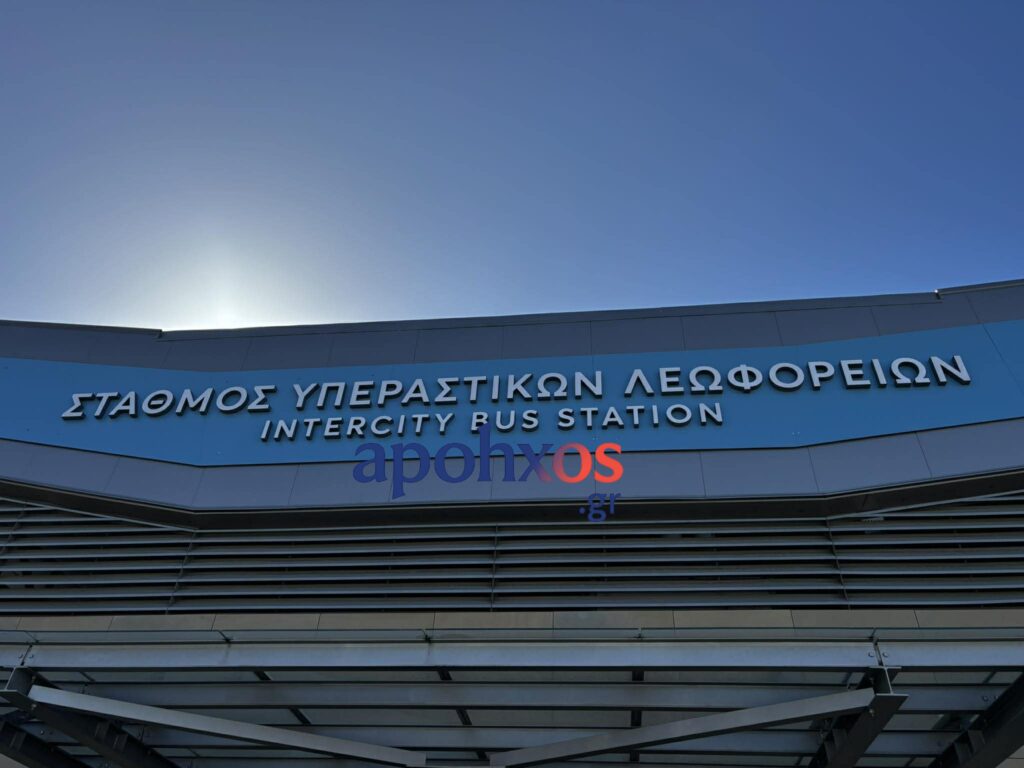 ΣΤΑΘΜΟΣ ΥΠΕΡΑΣΤΙΚΩΝ ΛΕΩΦΟΡΕΙΩΝ
INTERCITY BUS STATION
apohxos
.gr